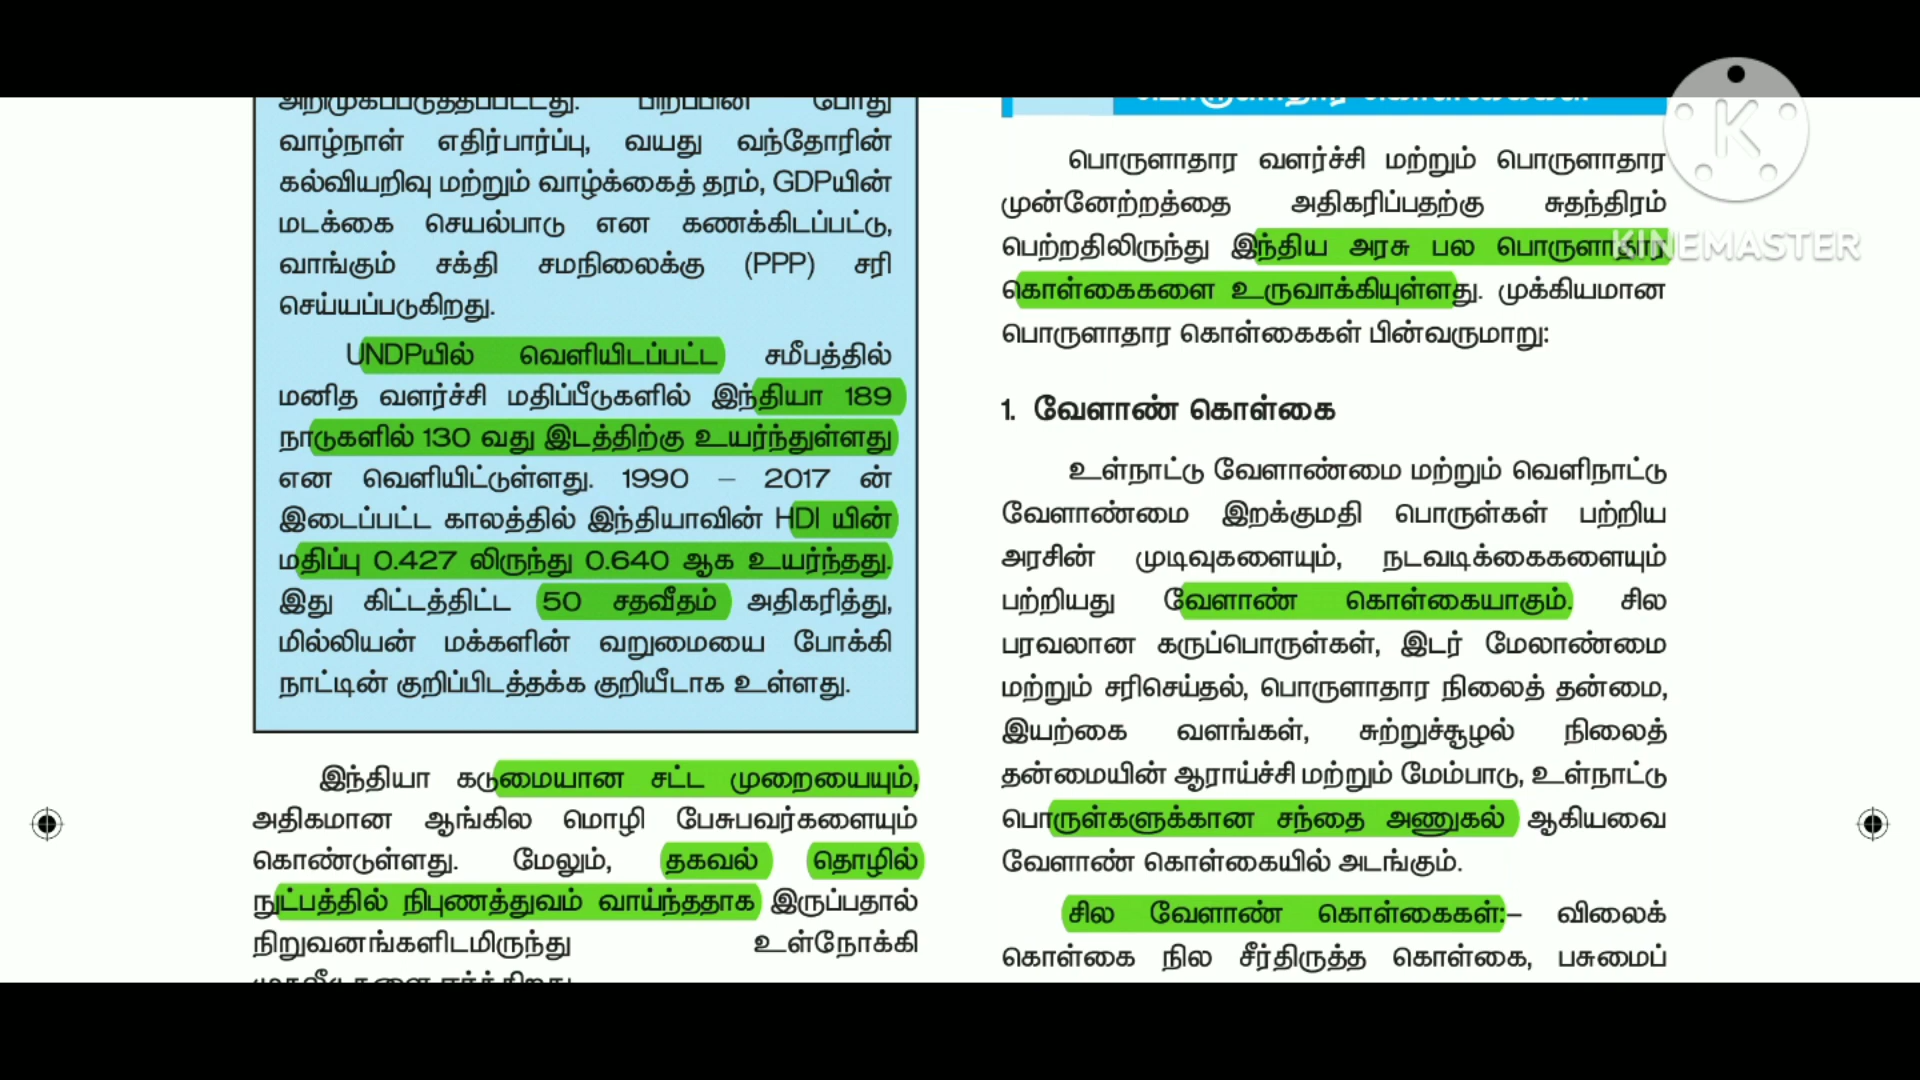 அறிமுகப்படுத்தப்பட்டது. பிறப்பின் போது
வாழ்நாள் எதிர்பார்ப்பு, வயது வந்தோரின்
கல்வியறிவு மற்றும் வாழ்க்கைத் தரம், GDPயின்
மடக்கை செயல்பாடு என கணக்கிடப்பட்டு,
வாங்கும் சக்தி சமநிலைக்கு (PPP) சரி
செய்யப்படுகிறது.
UNDPயில் வெளியிடப்பட்ட சமீபத்தில்
மனித வளர்ச்சி மதிப்பீடுகளில் இந்தியா 189
நாடுகளில் 130 வது இடத்திற்கு உயர்ந்துள்ளது
என வெளியிட்டுள்ளது. 1990 – 2017 ன்
இடைப்பட்ட காலத்தில் இந்தியாவின் HDI யின்
மதிப்பு 0.427 லிருந்து 0.640 ஆக உயர்ந்தது.
இது கிட்டத்திட்ட 50 சதவீதம் அதிகரித்து,
மில்லியன் மக்களின் வறுமையை போக்கி
நாட்டின் குறிப்பிடத்தக்க குறியீடாக உள்ளது.
இந்தியா கடுமையான சட்ட முறையையும்,
அதிகமான ஆங்கில மொழி பேசுபவர்களையும்
கொண்டுள்ளது. மேலும், தகவல் தொழில்
நுட்பத்தில் நிபுணத்துவம் வாய்ந்ததாக இருப்பதால்
நிறுவனங்களிடமிருந்து உள்நோக்கி
பொருளாதார வளர்ச்சி மற்றும் பொருளாதார
முன்னேற்றத்தை அதிகரிப்பதற்கு சுதந்திரம்
பெற்றதிலிருந்து இந்திய அரசு பல பொருளாதார
கொள்கைகளை உருவாக்கியுள்ளது. முக்கியமான
பொருளாதார கொள்கைகள் பின்வருமாறு:
1. வேளாண் கொள்கை
உள்நாட்டு வேளாண்மை மற்றும் வெளிநாட்டு
வேளாண்மை இறக்குமதி பொருள்கள் பற்றிய
அரசின் முடிவுகளையும், நடவடிக்கைகளையும்
பற்றியது வேளாண் கொள்கையாகும். சில
பரவலான கருப்பொருள்கள், இடர் மேலாண்மை
மற்றும் சரிசெய்தல், பொருளாதார நிலைத் தன்மை,
இயற்கை வளங்கள், சுற்றுச்சூழல் நிலைத்
தன்மையின் ஆராய்ச்சி மற்றும் மேம்பாடு, உள்நாட்டு
பொருள்களுக்கான சந்தை அணுகல் ஆகியவை
வேளாண் கொள்கையில் அடங்கும்.
சில வேளாண் கொள்கைகள்:– விலைக்
கொள்கை நில சீர்திருத்த கொள்கை, பசுமைப்
K
KINEMASTER